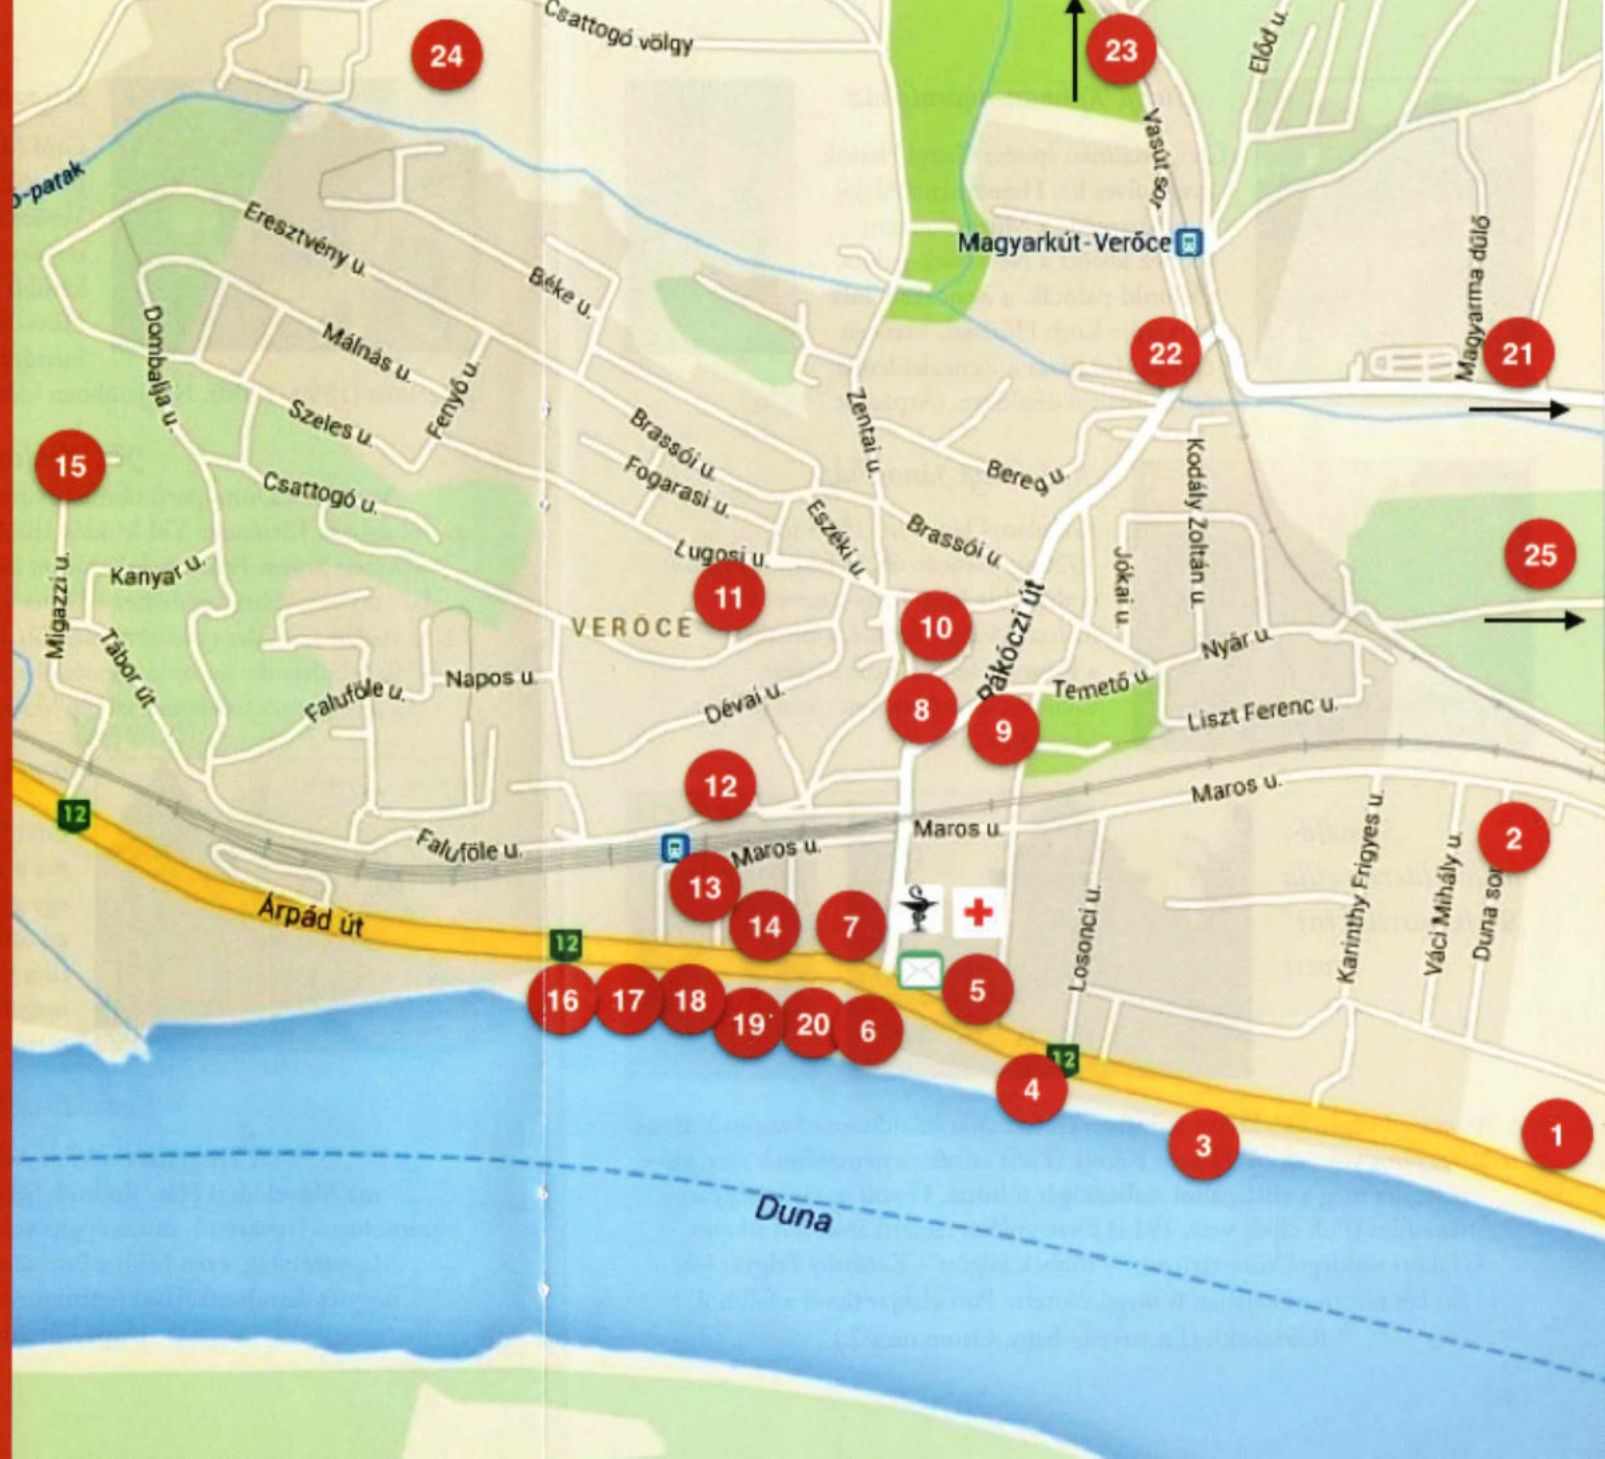 Csattogó völgy
24
23
Előd u.
Vasút sor
ó-patak
Eresztvény u.
Béke u.
Magyarkút-Verőce
Magyarma dűlő
Dombalja u.
Málnás u.
Fenyő u.
22
21
Szeles u.
Brassói u.
Zentai u.
15
Csattogó u.
Fogarasi u.
Bereg u.
Kodály Zoltán u.
Eszéki u.
Brassói u.
Lugosi u.
Jókai u.
25
Kanyar u.
Migazzi u.
11
VERŐCE
10
Rákóczi út
Nyár u.
Tábor út
Napos u.
Faluföle u.
Dévai u.
8
9
Temető u.
Liszt Ferenc u.
12
12
Maros u.
Maros u.
Faluföle u.
Maros u.
Karinthy Frigyes u.
Váci Mihály u.
Duna sor
2
13
Árpád út
14
7
Losonci u.
12
5
16
17
18
19
20
6
12
4
3
1
Duna